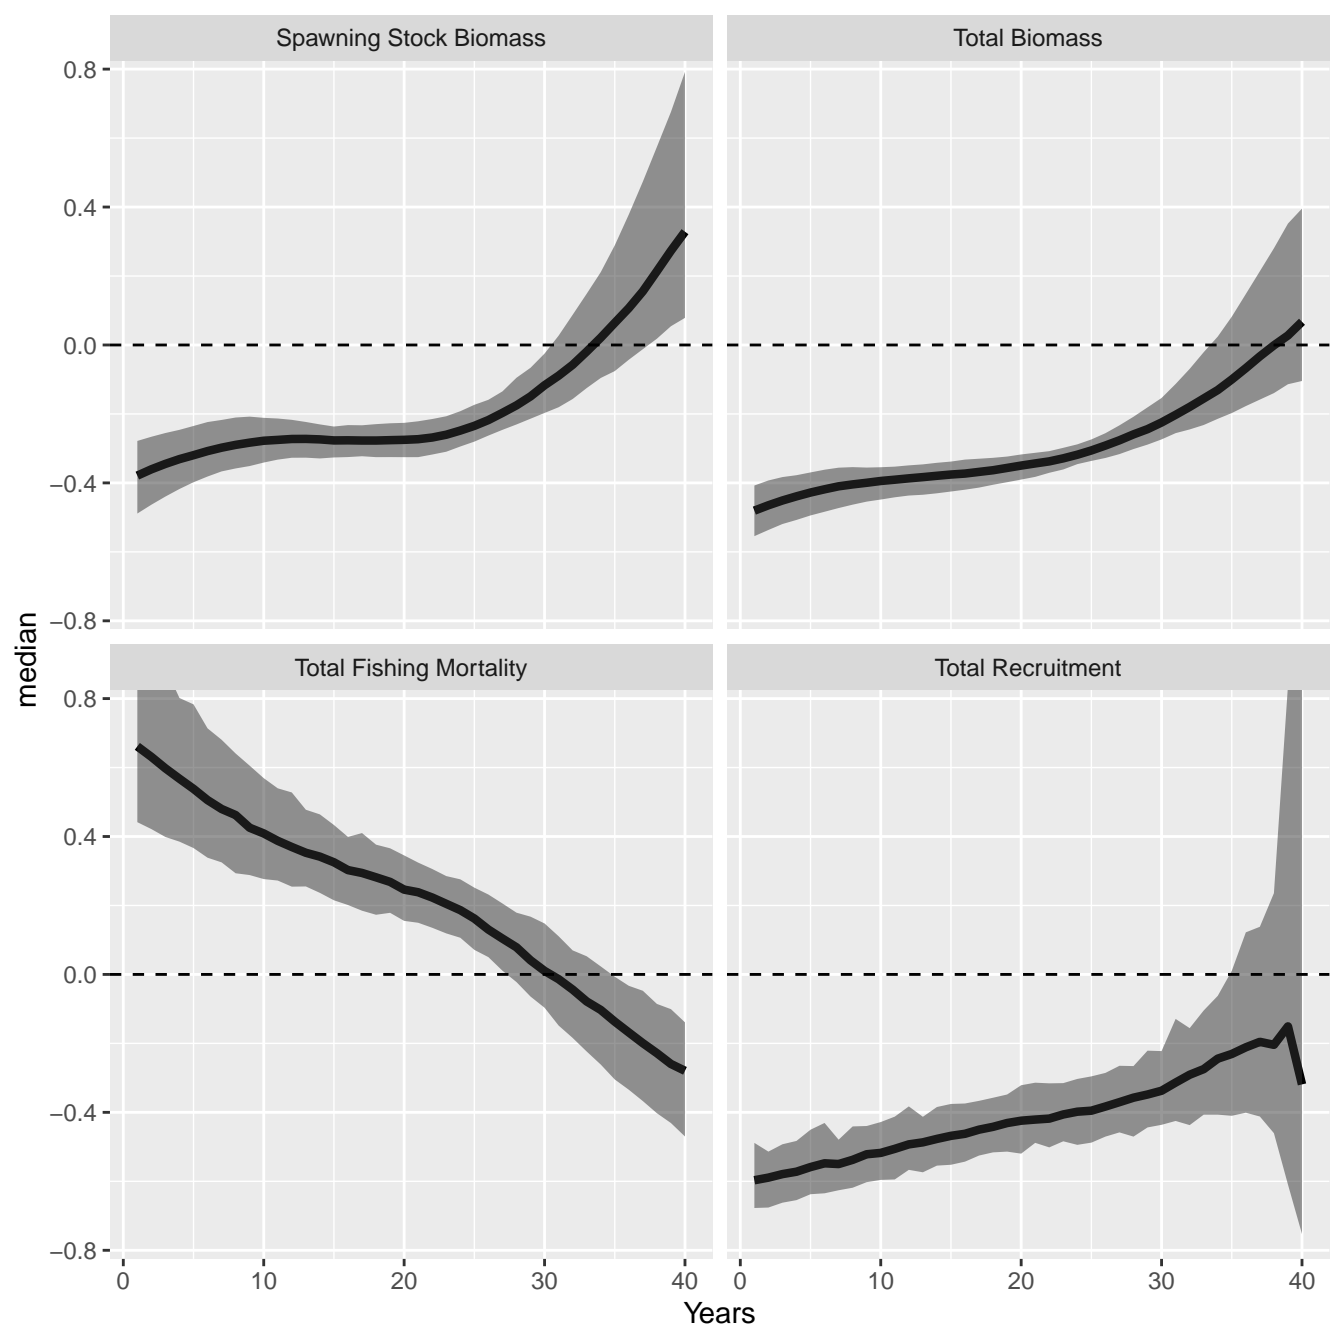 Spawning Stock Biomass
Total Biomass
0.8
0.4
0.0
−0.4
−0.8
Total Fishing Mortality
Total Recruitment
0.8
0.4
0.0
−0.4
−0.8
0 10 20 30 40
0 10 20 30 40
median
Years